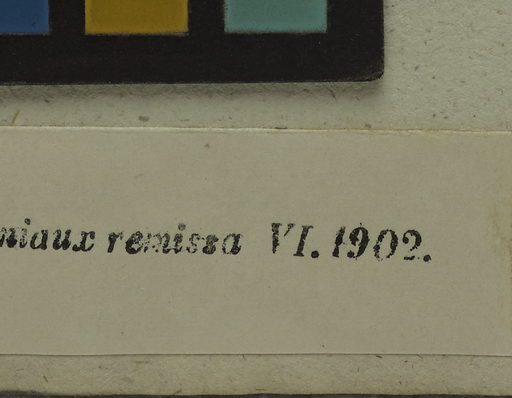 niaux remissa VI. 1902.